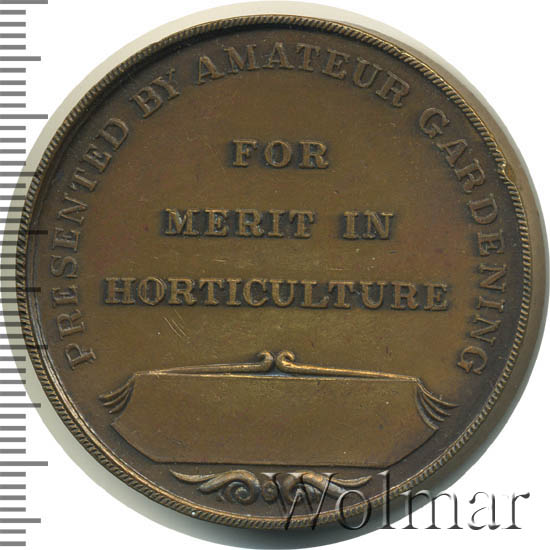 PRESENTED BY AMATEUR GARDENING
FOR
MERIT IN
HORTICULTURE
Wolmar